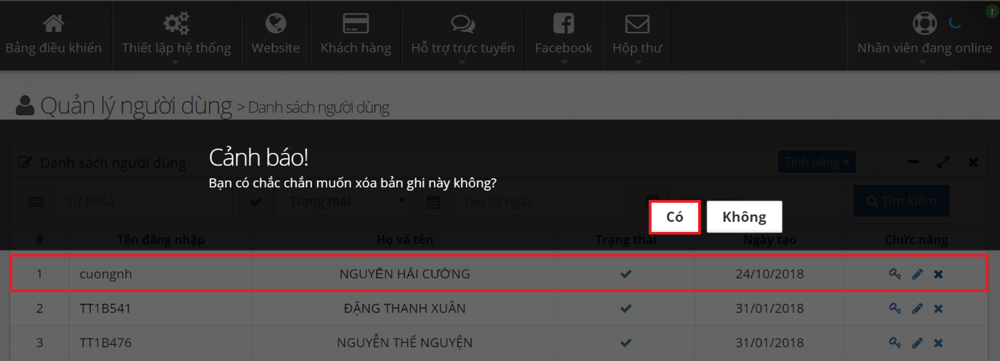 Bảng điều khiển
Thiết lập hệ thống
Website
Khách hàng
Hỗ trợ trực tuyến
Facebook
Hộp thư
Nhân viên đang online
Quản lý người dùng > Danh sách người dùng
Cảnh báo!
Bạn có chắc chắn muốn xóa bản ghi này không?
Có Không
Danh sách người dùng Tính năng
Từ khóa Trạng thái Tạo từ ngày Tìm kiếm
# Tên đăng nhập Họ và tên Trạng thái Ngày tạo Chức năng
1 cuongnh NGUYỄN HẢI CƯỜNG 24/10/2018
2 TT1B541 ĐẶNG THANH XUÂN 31/01/2018
3 TT1B476 NGUYỄN THẾ NGUYỆN 31/01/2018